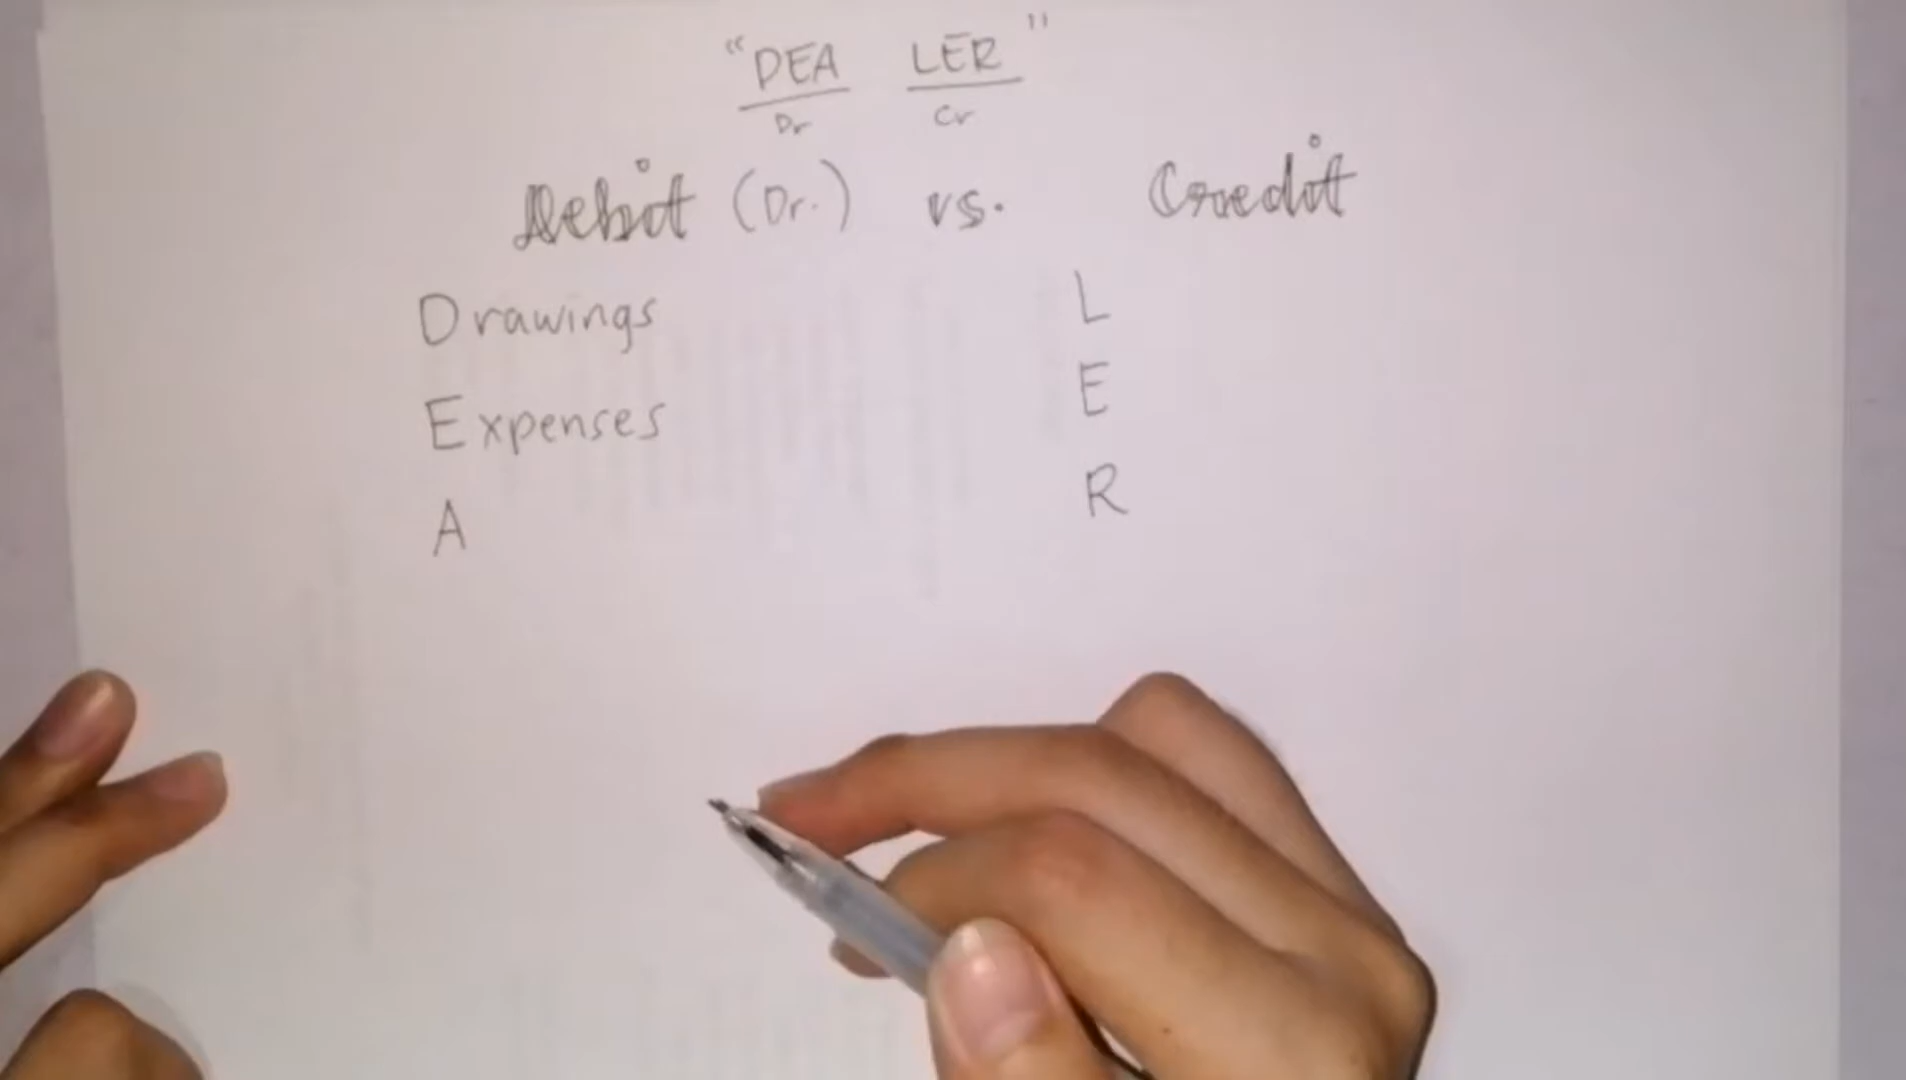 "DEA LER"
Dr Cr
Debit (Dr.) vs. Credit
Drawings L
Expenses E
A R